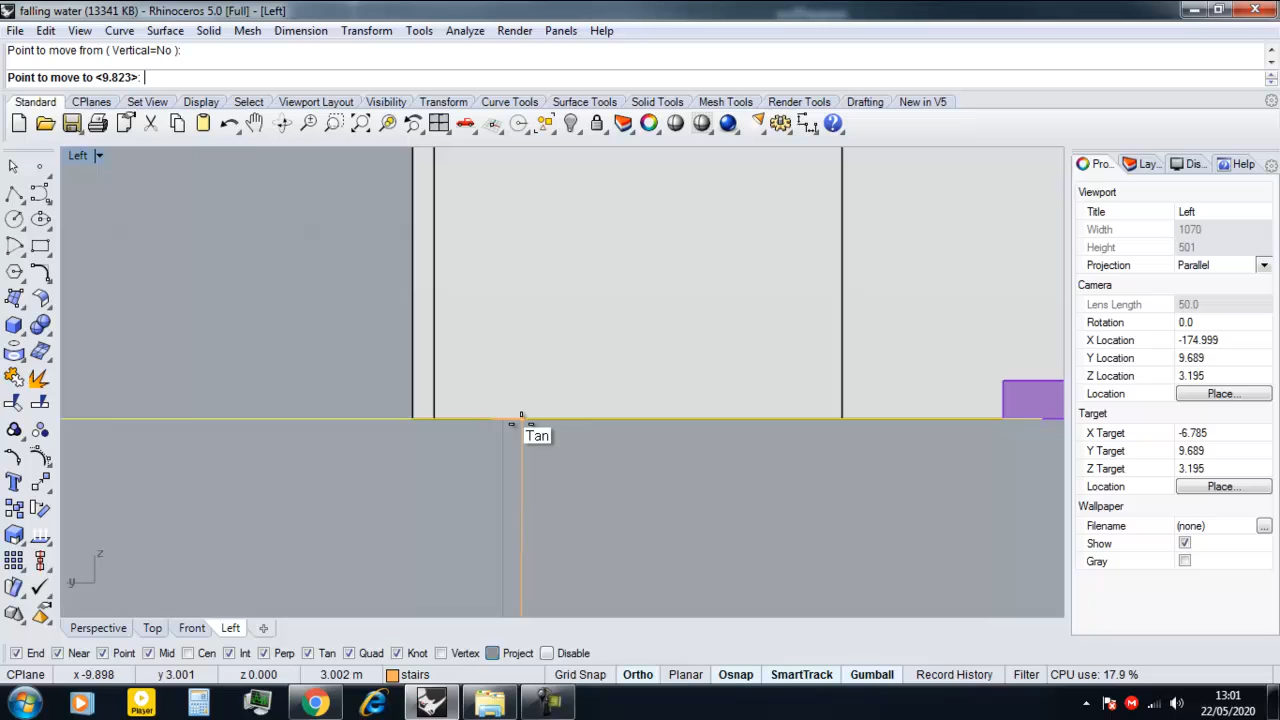 falling water (13341 KB) - Rhinoceros 5.0 [Full] - [Left]
File Edit View Curve Surface Solid Mesh Dimension Transform Tools Analyze Render Panels Help
Point to move from ( Vertical=No ):
Point to move to <9.823>:
Standard CPlanes Set View Display Select Viewport Layout Visibility Transform Curve Tools Surface Tools Solid Tools Mesh Tools Render Tools Drafting New in V5
Left
Pro... Lay... Dis... Help
Viewport
Title Left
Width 1070
Height 501
Projection Parallel
Camera
Lens Length 50.0
Rotation 0.0
X Location -174.999
Y Location 9.689
Z Location 3.195
Location Place...
Target
X Target -6.785
Y Target 9.689
Z Target 3.195
Location Place...
Wallpaper
Filename (none) ...
Show
Gray
Tan
z
y
Perspective Top Front Left
End Near Point Mid Cen Int Perp Tan Quad Knot Vertex Project Disable
CPlane x -9.898 y 3.001 z 0.000 3.002 m stairs Grid Snap Ortho Planar Osnap SmartTrack Gumball Record History Filter CPU use: 17.9 %
Player
13:01
22/05/2020